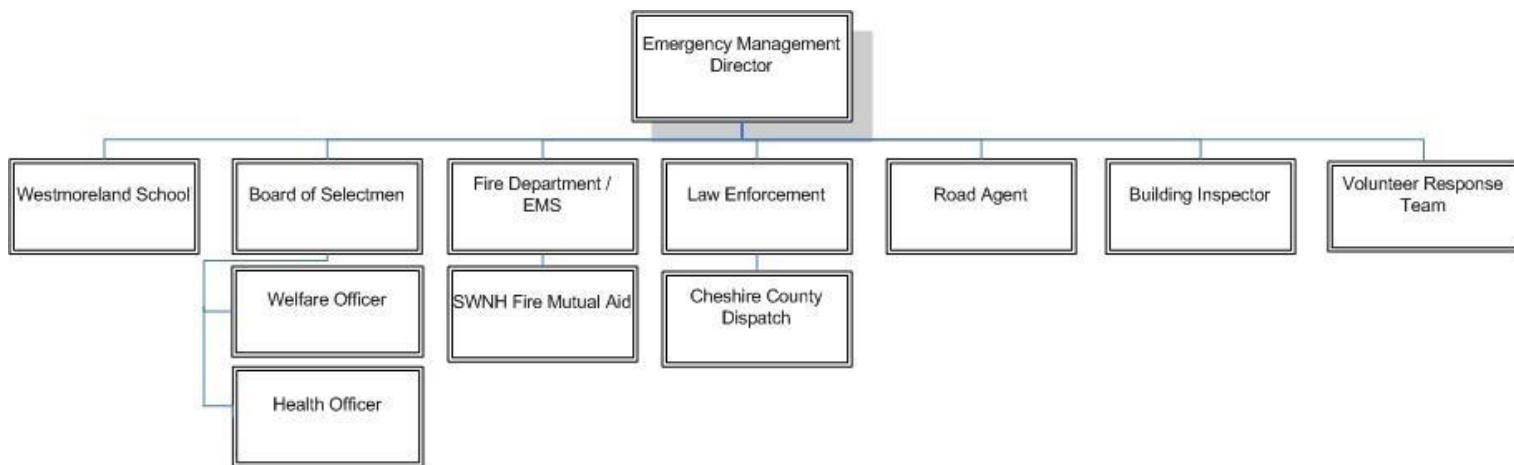 Emergency Management
Director
Westmoreland School
Board of Selectmen
Fire Department /
EMS
Law Enforcement
Road Agent
Building Inspector
Volunteer Response
Team
Welfare Officer
SWNH Fire Mutual Aid
Cheshire County
Dispatch
Health Officer